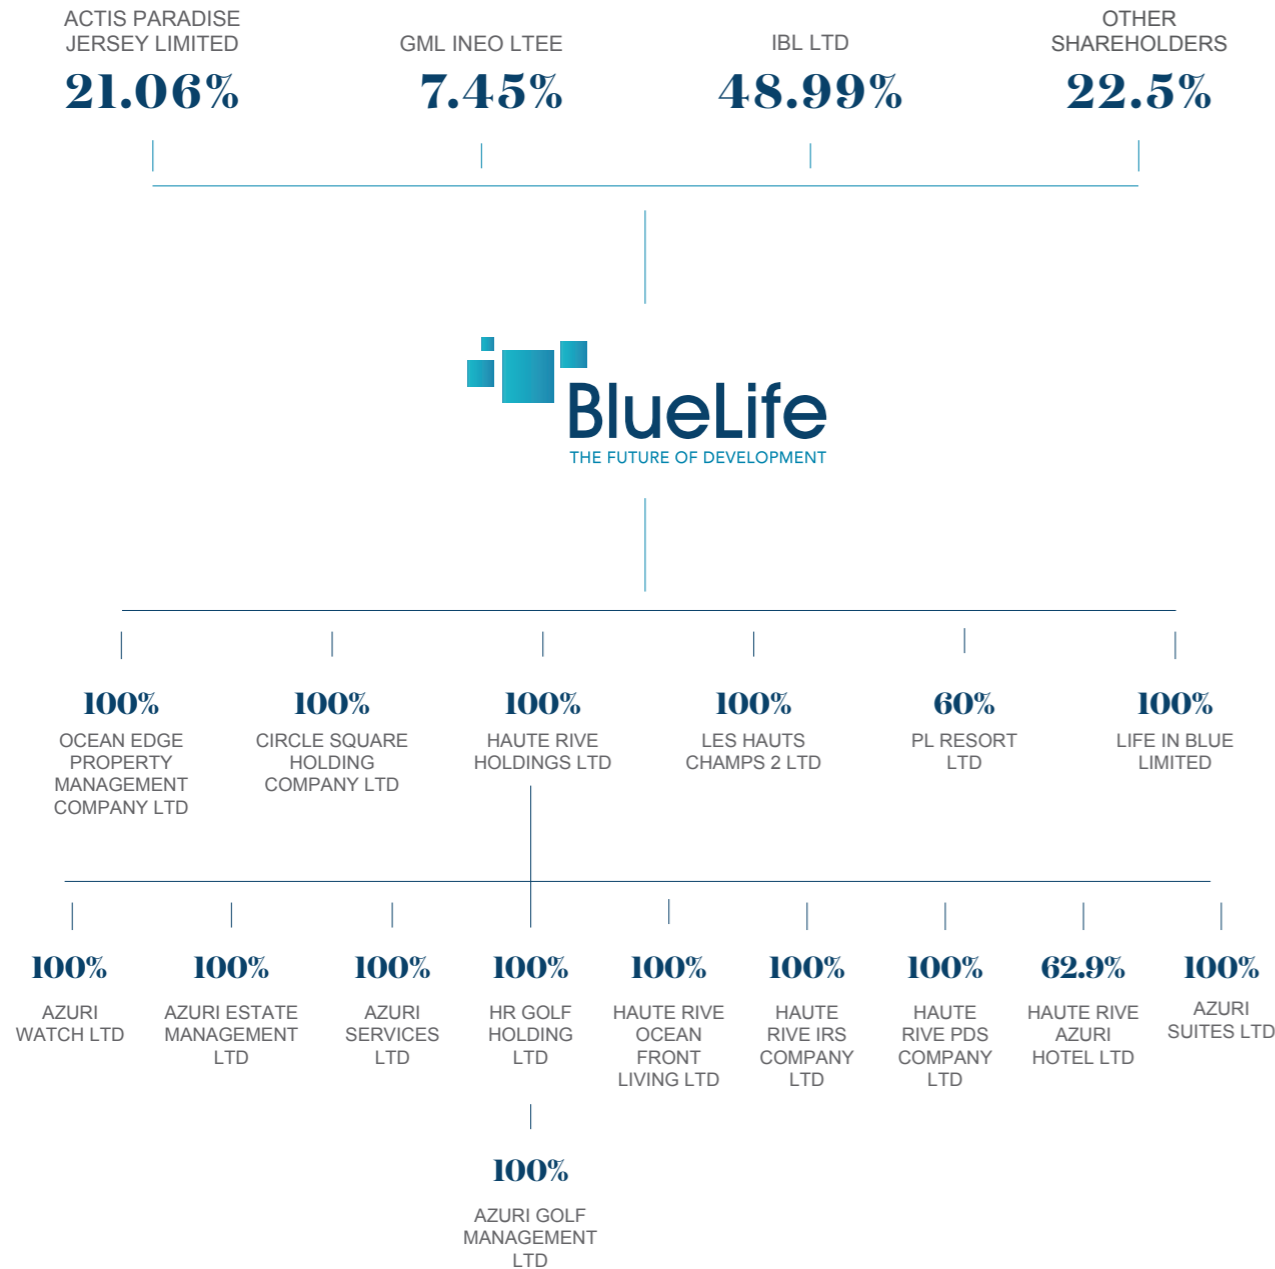 ACTIS PARADISE
JERSEY LIMITED
21.06%
GML INEO LTEE
7.45%
IBL LTD
48.99%
OTHER
SHAREHOLDERS
22.5%
BlueLife
THE FUTURE OF DEVELOPMENT
100%
OCEAN EDGE
PROPERTY
MANAGEMENT
COMPANY LTD
100%
CIRCLE SQUARE
HOLDING
COMPANY LTD
100%
HAUTE RIVE
HOLDINGS LTD
100%
LES HAUTS
CHAMPS 2 LTD
60%
PL RESORT
LTD
100%
LIFE IN BLUE
LIMITED
100%
AZURI
WATCH LTD
100%
AZURI ESTATE
MANAGEMENT
LTD
100%
AZURI
SERVICES
LTD
100%
HR GOLF
HOLDING
LTD
100%
HAUTE RIVE
OCEAN
FRONT
LIVING LTD
100%
HAUTE
RIVE IRS
COMPANY
LTD
100%
HAUTE
RIVE PDS
COMPANY
LTD
62.9%
HAUTE RIVE
AZURI
HOTEL LTD
100%
AZURI
SUITES LTD
100%
AZURI GOLF
MANAGEMENT
LTD